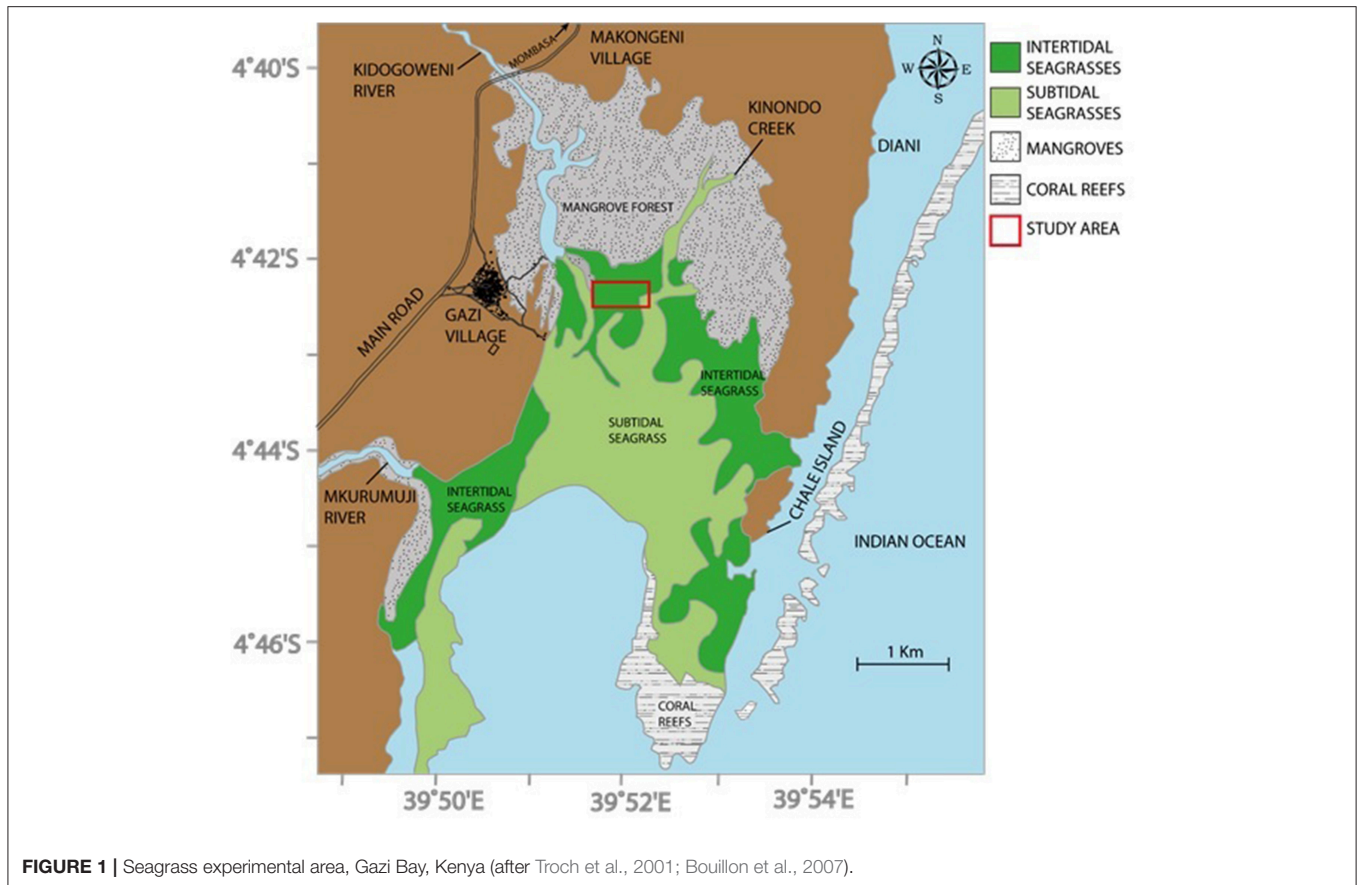 MAKONGENI
VILLAGE
MOMBASA
KIDOGOWENI
RIVER
KINONDO
CREEK
DIANI
N
W E
S
INTERTIDAL
SEAGRASSES
SUBTIDAL
SEAGRASSES
MANGROVES
CORAL REEFS
STUDY AREA
4°40'S
4°42'S
4°44'S
4°46'S
MANGROVE FOREST
MAIN ROAD
GAZI
VILLAGE
INTERTIDAL
SEAGRASS
SUBTIDAL
SEAGRASS
MKURUMUJI
RIVER
INTERTIDAL
SEAGRASS
CHALE ISLAND
INDIAN OCEAN
1 Km
CORAL
REEFS
39°50'E
39°52'E
39°54'E
FIGURE 1 | Seagrass experimental area, Gazi Bay, Kenya (after Troch et al., 2001; Bouillon et al., 2007).